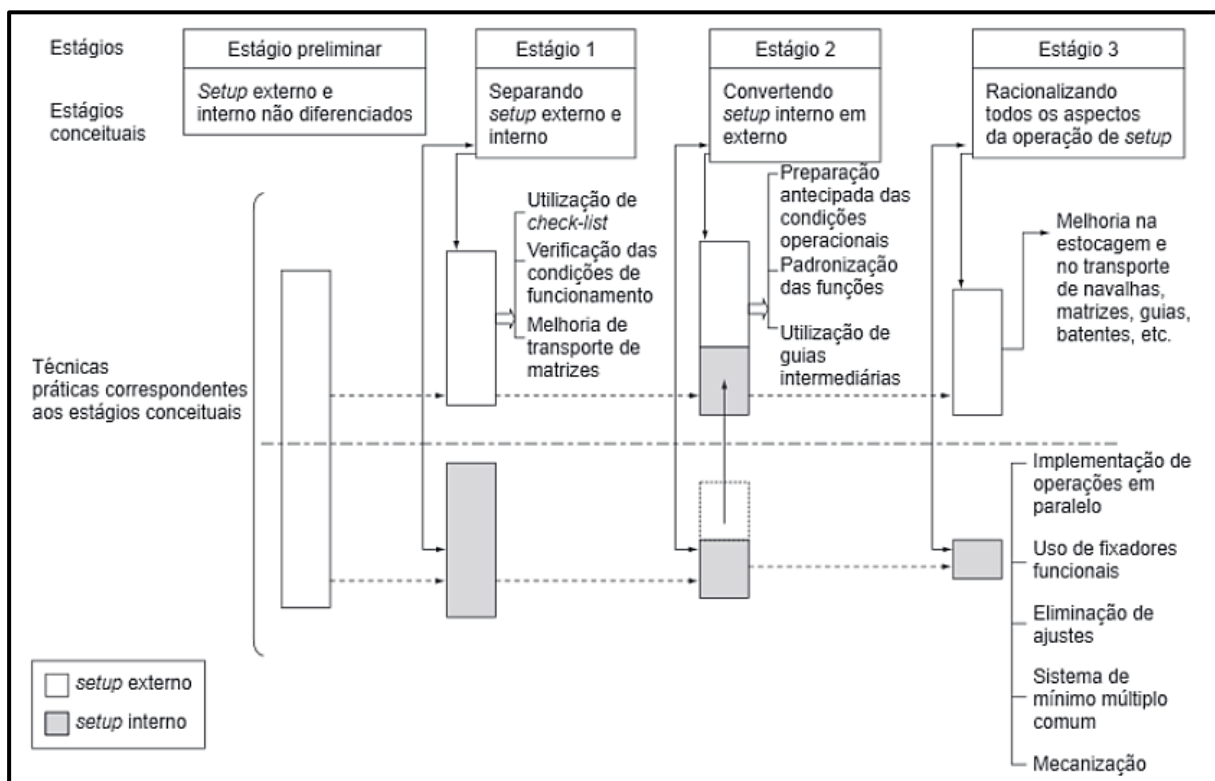 Estágios
Estágio preliminar
Estágio 1
Estágio 2
Estágio 3
Estágios
conceituais
Setup externo e
interno não diferenciados
Separando
setup externo e
interno
Convertendo
setup interno em
externo
Racionalizando
todos os aspectos
da operação de setup
Técnicas
práticas correspondentes
aos estágios conceituais
Utilização de
check-list
Verificação das
condições de
funcionamento
Melhoria de
transporte de
matrizes
Preparação
antecipada das
condições
operacionais
Padronização
das funções
Utilização de
guias
intermediárias
Melhoria na
estocagem e
no transporte
de navalhas,
matrizes, guias,
batentes, etc.
Implementação de
operações em
paralelo
Uso de fixadores
funcionais
Eliminação de
ajustes
Sistema de
mínimo múltiplo
comum
Mecanização
setup externo
setup interno